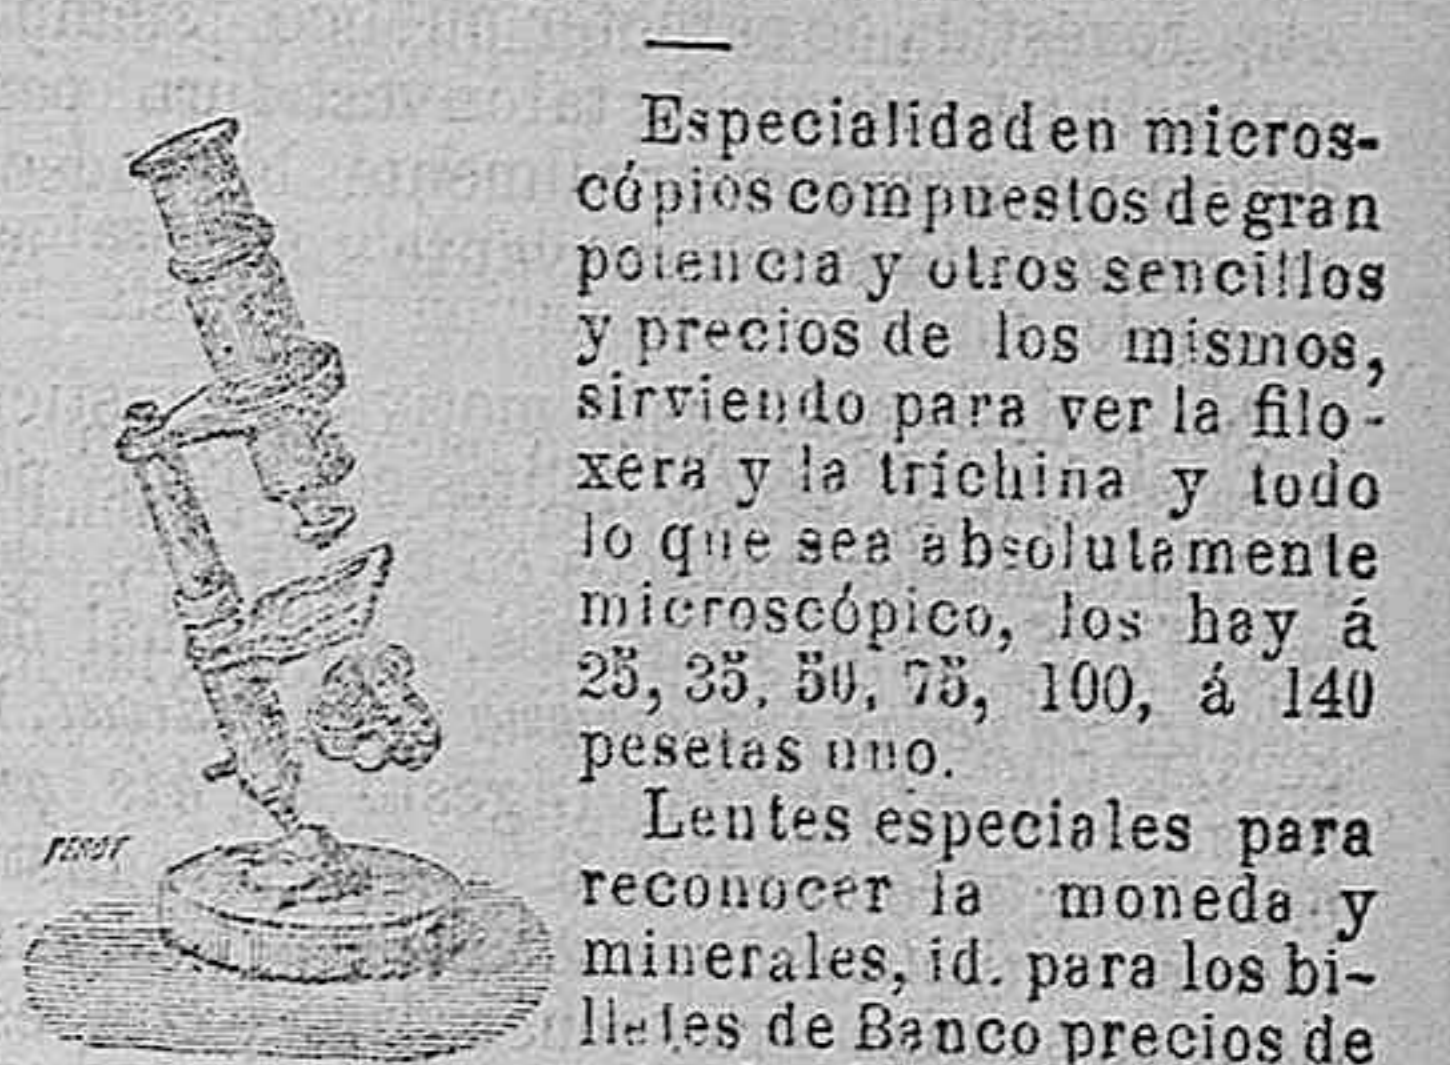 Especialidad en micros-
cópios compuestos de gran
potencia y otros sencillos
y precios de los mismos,
sirviendo para ver la filo-
xera y la tríchina y todo
lo que sea absolutamente
microscópico, los hay á
25, 35, 50, 75, 100, á 140
pesetas uno.
Lentes especiales para
reconocer la moneda y
minerales, id. para los bi-
lletes de Banco precios de
PEROT